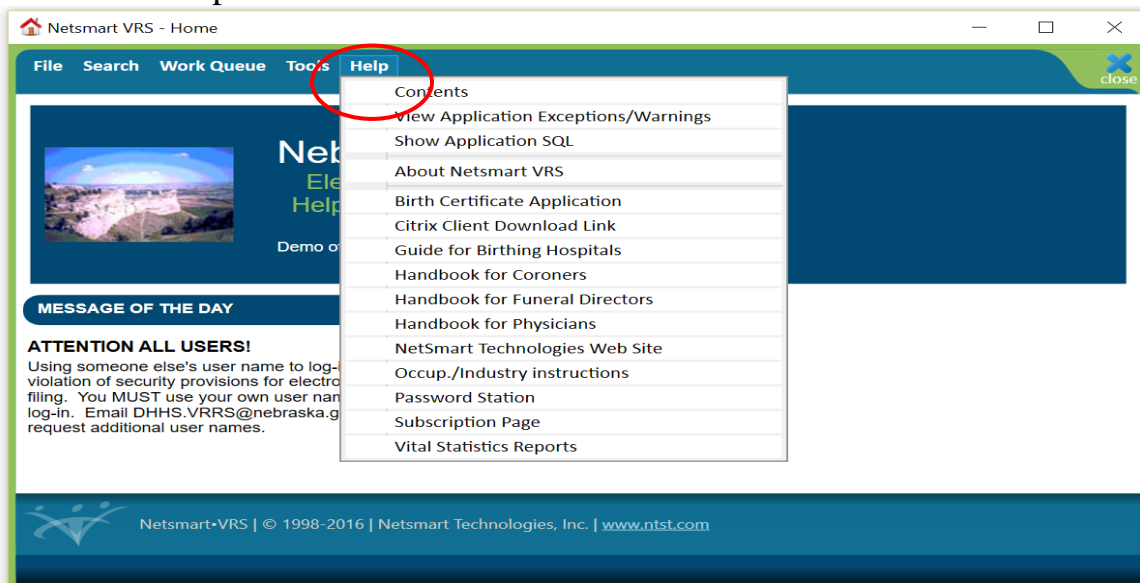 Netsmart VRS - Home
File Search Work Queue Tools Help
close
Contents
View Application Exceptions/Warnings
Show Application SQL
About Netsmart VRS
Birth Certificate Application
Citrix Client Download Link
Guide for Birthing Hospitals
Handbook for Coroners
Handbook for Funeral Directors
Handbook for Physicians
NetSmart Technologies Web Site
Occup./Industry instructions
Password Station
Subscription Page
Vital Statistics Reports
Neb
Ele
Help
Demo o
MESSAGE OF THE DAY
ATTENTION ALL USERS!
Using someone else's user name to log-i
violation of security provisions for electro
filing. You MUST use your own user nam
log-in. Email DHHS.VRRS@nebraska.g
request additional user names.
Netsmart•VRS | © 1998-2016 | Netsmart Technologies, Inc. | www.ntst.com